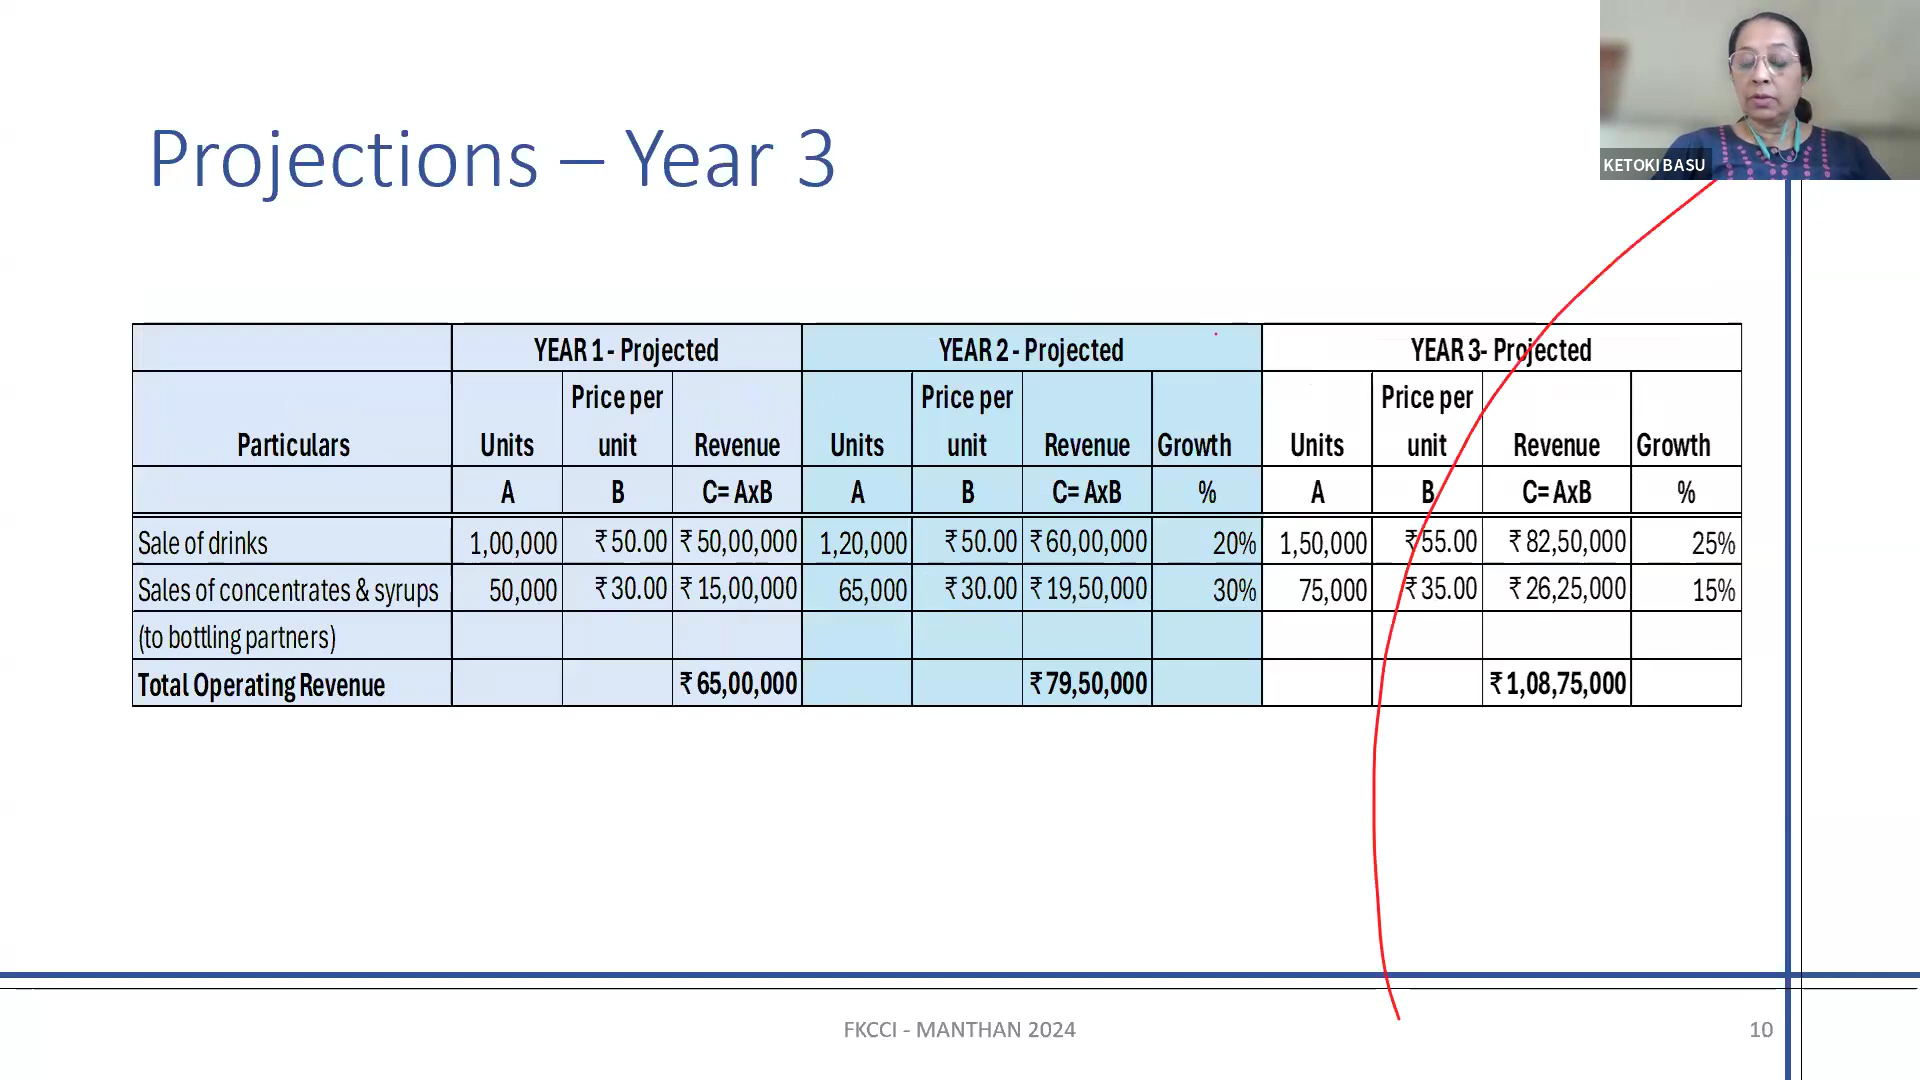 KETOKI BASU
Projections – Year 3
YEAR 1 - Projected YEAR 2 - Projected YEAR 3- Projected
Particulars Units Price per unit Revenue Units Price per unit Revenue Growth Units Price per unit Revenue Growth
A B C= AxB A B C= AxB % A B C= AxB %
Sale of drinks 1,00,000 ₹ 50.00 ₹ 50,00,000 1,20,000 ₹ 50.00 ₹ 60,00,000 20% 1,50,000 ₹ 55.00 ₹ 82,50,000 25%
Sales of concentrates & syrups 50,000 ₹ 30.00 ₹ 15,00,000 65,000 ₹ 30.00 ₹ 19,50,000 30% 75,000 ₹ 35.00 ₹ 26,25,000 15%
(to bottling partners)
Total Operating Revenue ₹ 65,00,000 ₹ 79,50,000 ₹ 1,08,75,000
FKCCI - MANTHAN 2024 10